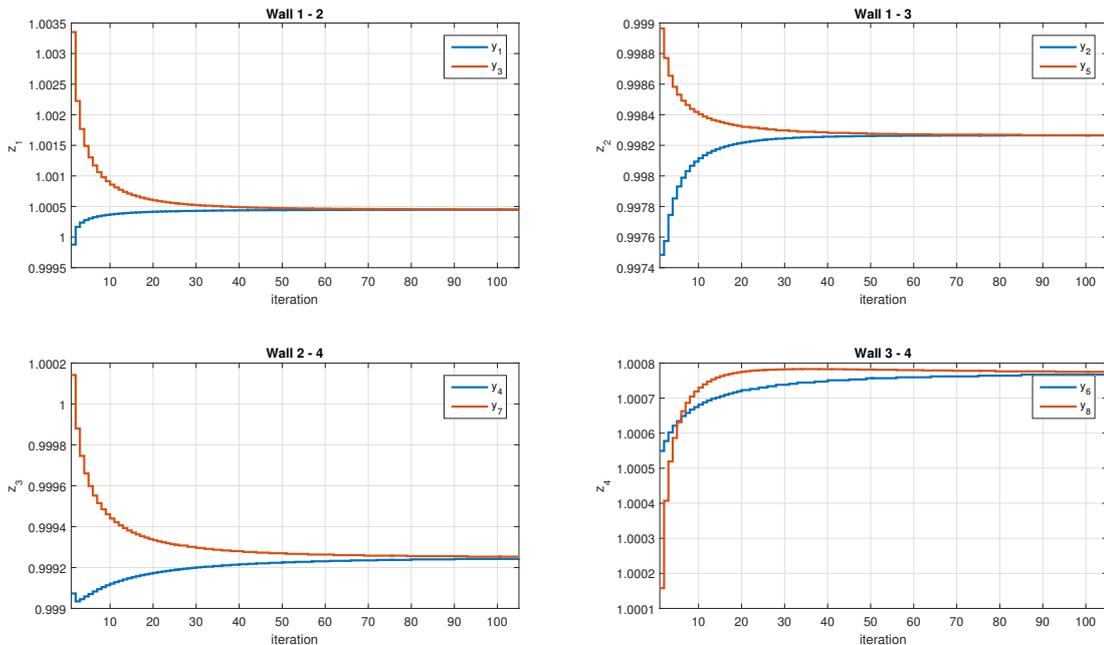 Wall 1 - 2
1.0035
1.003
1.0025
1.002
1.0015
1.001
1.0005
1
0.9995
z1
y1
y3
10 20 30 40 50 60 70 80 90 100
iteration
Wall 1 - 3
0.999
0.9988
0.9986
0.9984
0.9982
0.998
0.9978
0.9976
0.9974
z2
y2
y5
10 20 30 40 50 60 70 80 90 100
iteration
Wall 2 - 4
1.0002
1
0.9998
0.9996
0.9994
0.9992
0.999
z3
y4
y7
10 20 30 40 50 60 70 80 90 100
iteration
Wall 3 - 4
1.0008
1.0007
1.0006
1.0005
1.0004
1.0003
1.0002
1.0001
z4
y6
y8
10 20 30 40 50 60 70 80 90 100
iteration